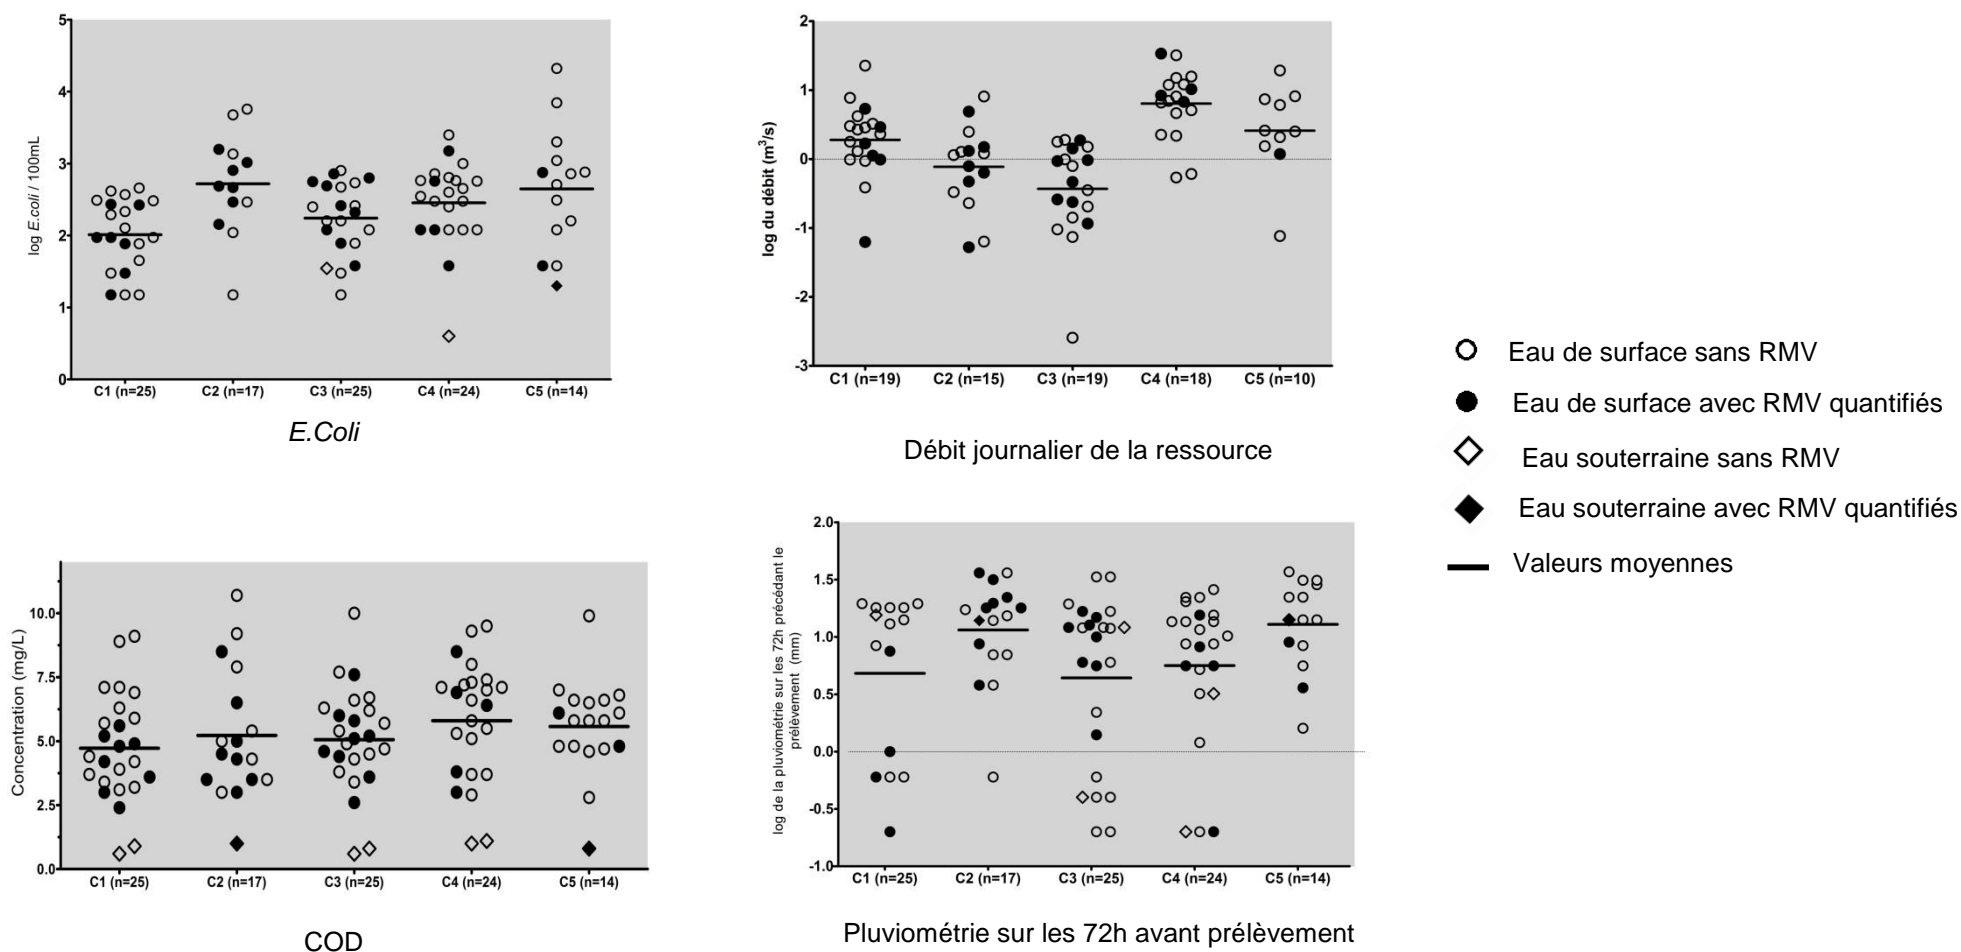 5
4
3
2
1
0
log E.coli / 100mL
C1 (n=25) C2 (n=17) C3 (n=25) C4 (n=24) C5 (n=14)
E.Coli
2
1
0
-1
-2
-3
log du débit (m³/s)
C1 (n=19) C2 (n=15) C3 (n=19) C4 (n=18) C5 (n=10)
Débit journalier de la ressource
Eau de surface sans RMV
Eau de surface avec RMV quantifiés
Eau souterraine sans RMV
Eau souterraine avec RMV quantifiés
Valeurs moyennes
10.0
7.5
5.0
2.5
0.0
Concentration (mg/L)
C1 (n=25) C2 (n=17) C3 (n=25) C4 (n=24) C5 (n=14)
COD
2.0
1.5
1.0
0.5
0.0
-0.5
-1.0
log de la pluviométrie sur les 72h précédant le
prélèvement (mm)
C1 (n=25) C2 (n=17) C3 (n=25) C4 (n=24) C5 (n=14)
Pluviométrie sur les 72h avant prélèvement